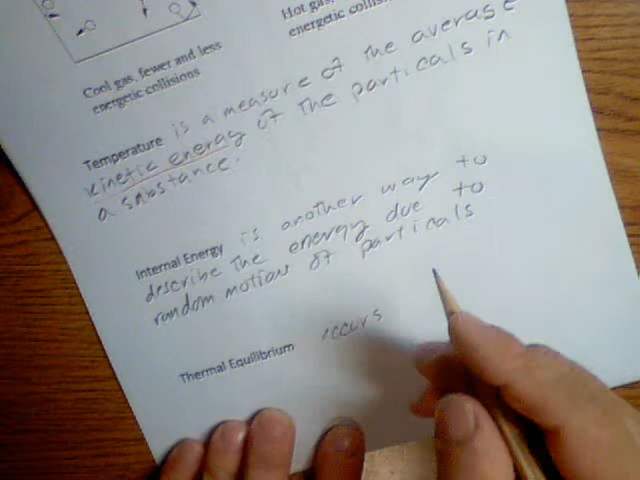 Cool gas, fewer and less
energetic collisions
Hot gas,
energetic collisi
Temperature is a measure of the average
kinetic energy of the particals in
a substance.
Internal Energy is another way to
describe the energy due to
random motion of particals
Thermal Equilibrium occurs